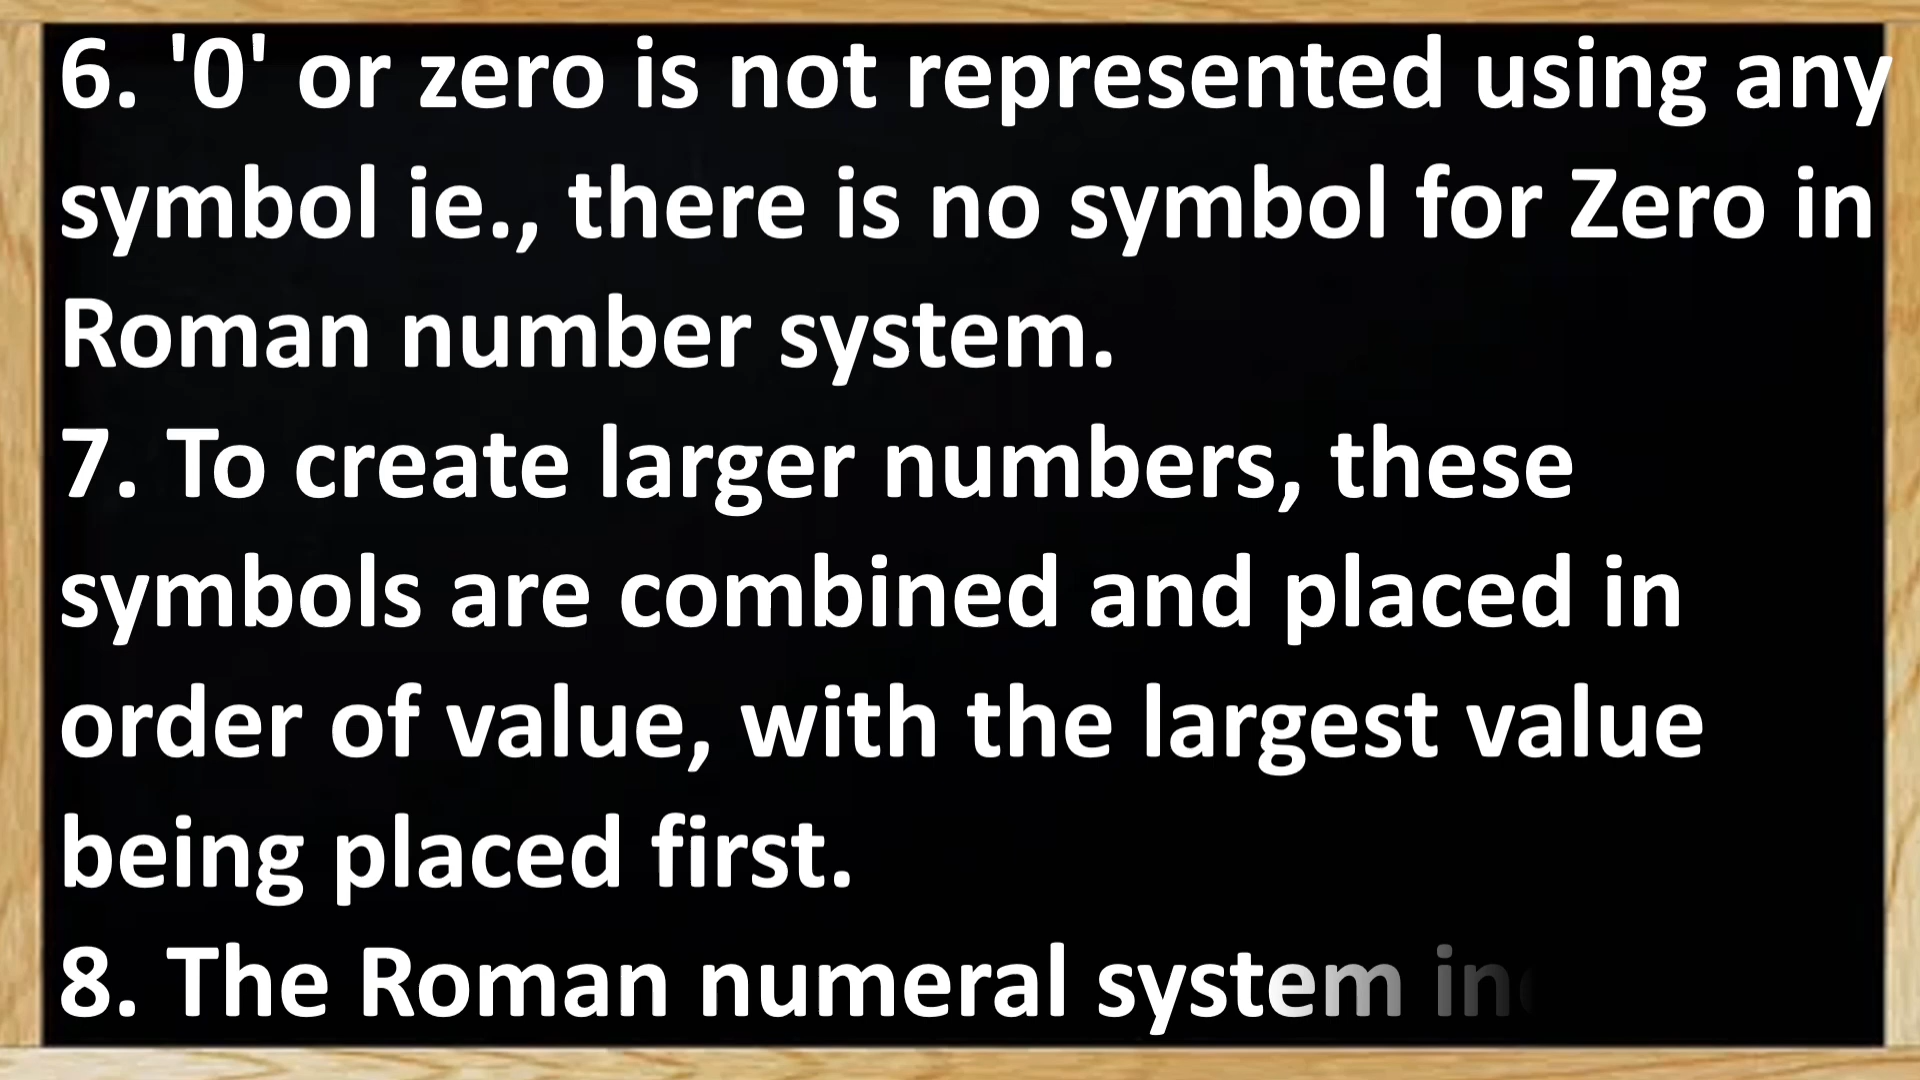 6. '0' or zero is not represented using any
symbol ie., there is no symbol for Zero in
Roman number system.
7. To create larger numbers, these
symbols are combined and placed in
order of value, with the largest value
being placed first.
8. The Roman numeral system